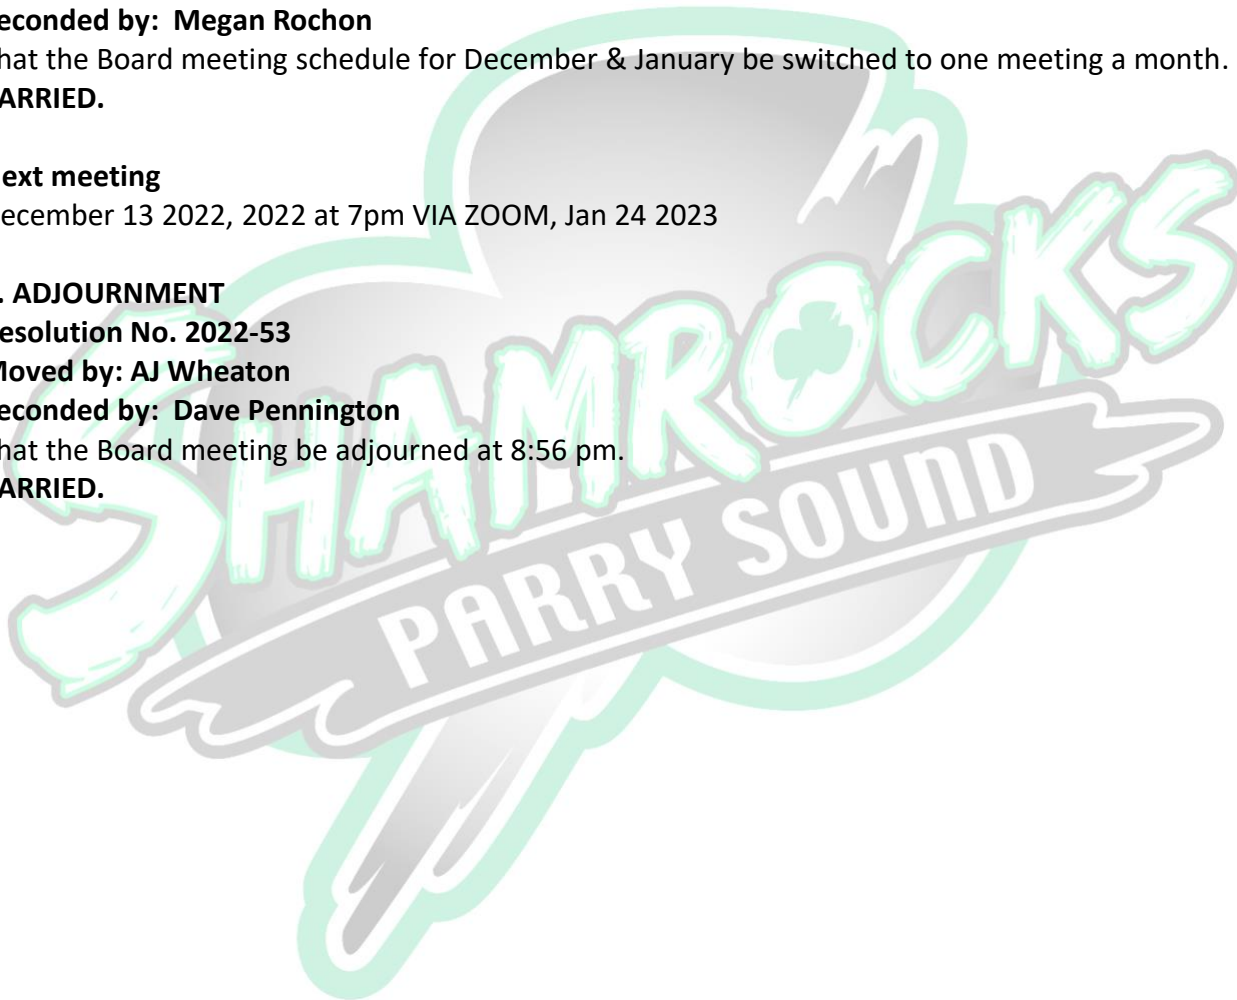 econded by: Megan Rochon
hat the Board meeting schedule for December & January be switched to one meeting a month.
ARRIED.
ext meeting
ecember 13 2022, 2022 at 7pm VIA ZOOM, Jan 24 2023
. ADJOURNMENT
esolution No. 2022-53
Moved by: AJ Wheaton
econded by: Dave Pennington
hat the Board meeting be adjourned at 8:56 pm.
ARRIED.
SHAMROCKS
PARRY SOUND